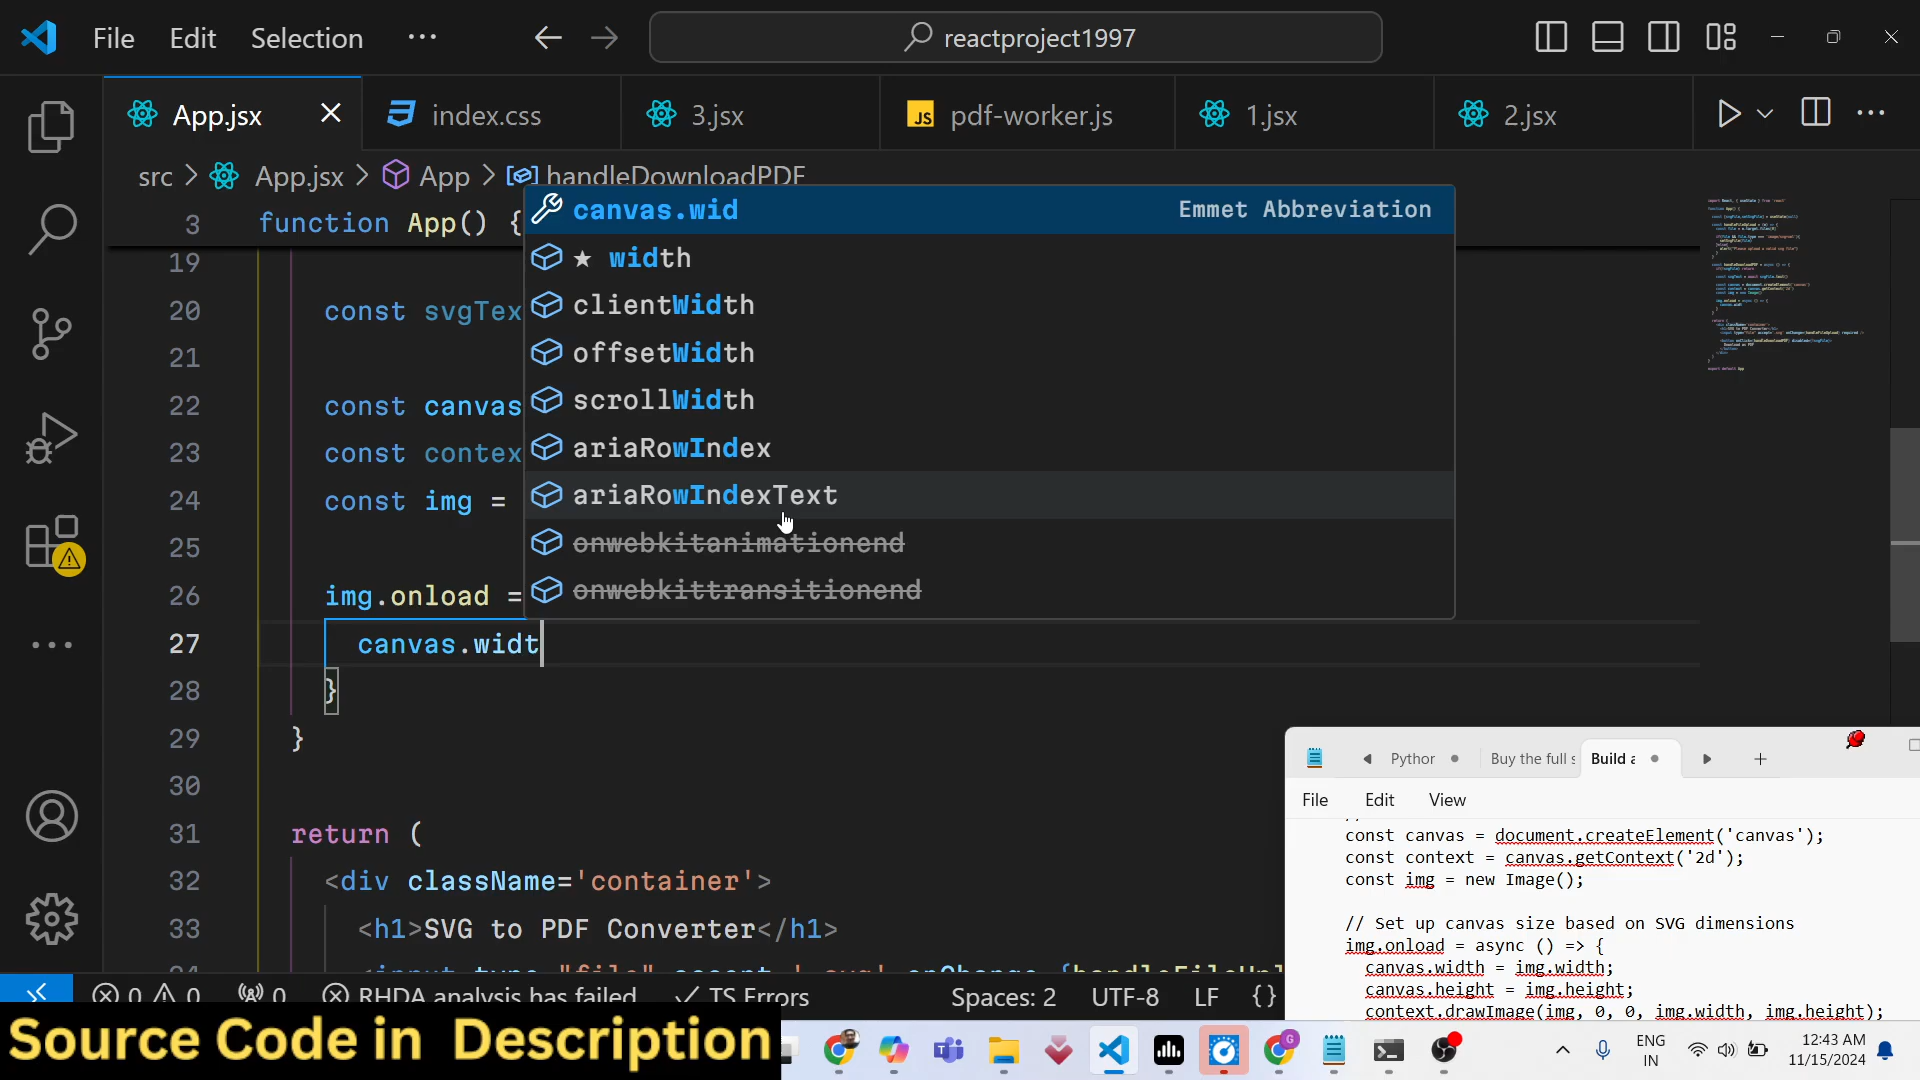 File Edit Selection ··· reactproject1997
App.jsx index.css 3.jsx pdf-worker.js 1.jsx 2.jsx
src > App.jsx > App > handleDownloadPDF
3 function App() {
canvas.wid Emmet Abbreviation
★ width
clientWidth
offsetWidth
scrollWidth
ariaRowIndex
ariaRowIndexText
onwebkitanimationend
onwebkittransitionend
19
20 const svgTex
21
22 const canvas
23 const contex
24 const img =
25
26 img.onload =
27 canvas.widt
28 }
29 }
30
31 return (
32 <div className='container'>
33 <h1>SVG to PDF Converter</h1>
Python Buy the full s Build a
File Edit View
const canvas = document.createElement('canvas');
const context = canvas.getContext('2d');
const img = new Image();
// Set up canvas size based on SVG dimensions
img.onload = async () => {
canvas.width = img.width;
canvas.height = img.height;
context.drawImage(img, 0, 0, img.width, img.height);
0 0 0 RHDA analysis has failed ✓ TS Errors Spaces: 2 UTF-8 LF {}
Source Code in Description
ENG
IN
12:43 AM
11/15/2024